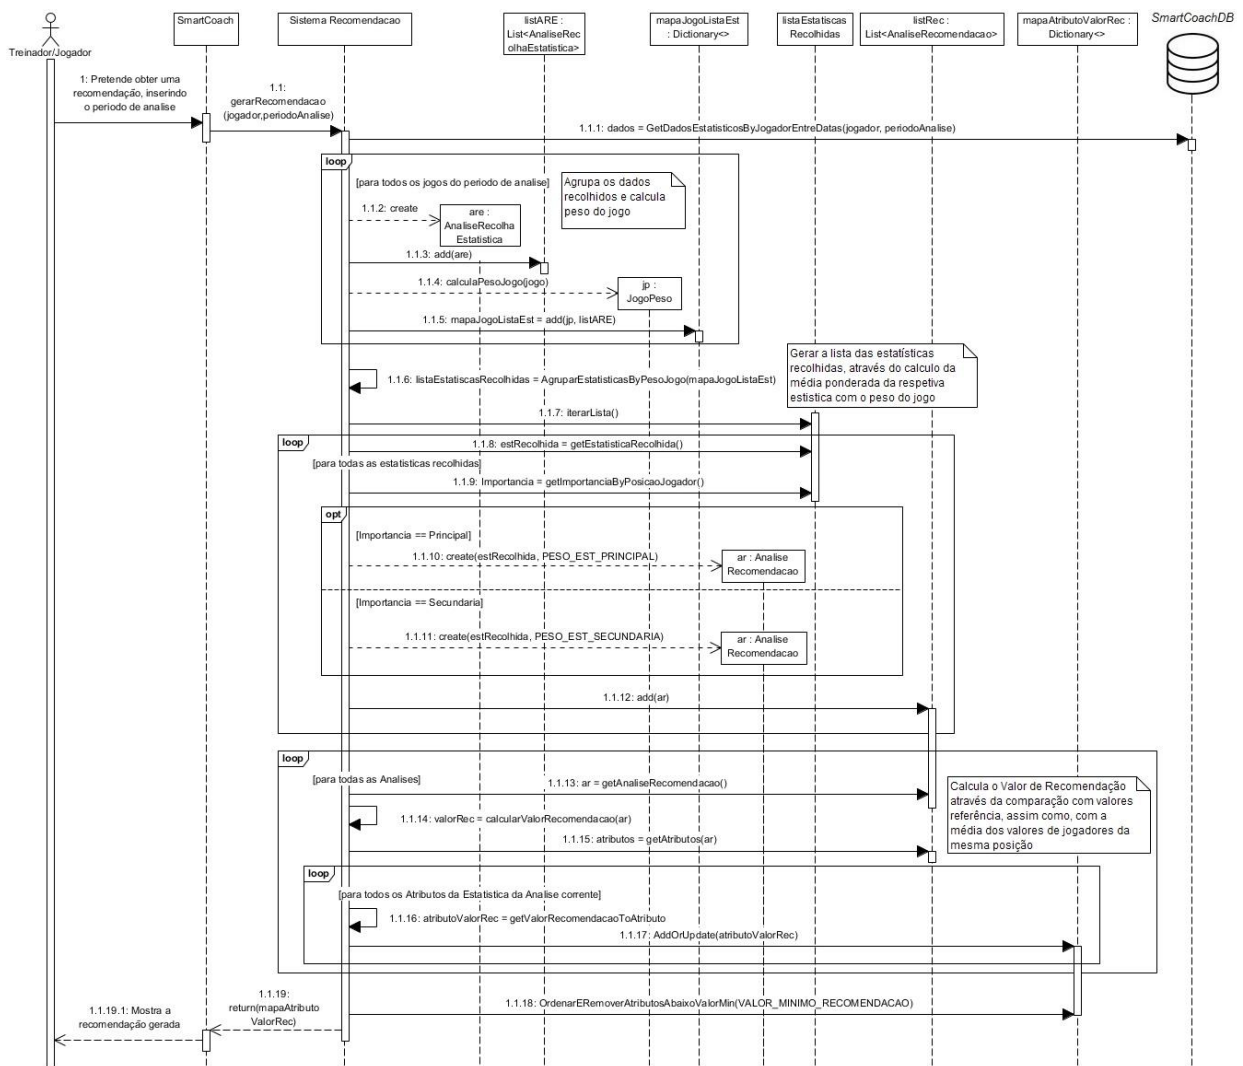 SmartCoach
Sistema Recomendacao
listARE :
List<AnaliseRec
olhaEstatistica>
mapaJogoListaEst
: Dictionary<>
listaEstatiscas
Recolhidas
listRec :
List<AnaliseRecomendacao>
mapaAtributoValorRec :
Dictionary<>
SmartCoachDB
Treinador/Jogador
1: Pretende obter uma
recomendação, inserindo
o periodo de analise
1.1:
gerarRecomendacao
(jogador,periodoAnalise)
1.1.1: dados = GetDadosEstatisticosByJogadorEntreDatas(jogador, periodoAnalise)
loop
[para todos os jogos do periodo de analise]
Agrupa os dados
recolhidos e calcula
peso do jogo
1.1.2: create
are :
AnaliseRecolha
Estatistica
1.1.3: add(are)
1.1.4: calculaPesoJogo(jogo)
jp :
JogoPeso
1.1.5: mapaJogoListaEst = add(jp, listARE)
Gerar a lista das estatísticas
recolhidas, através do calculo da
média ponderada da respetiva
estistica com o peso do jogo
1.1.6: listaEstatiscasRecolhidas = AgruparEstatisticasByPesoJogo(mapaJogoListaEst)
1.1.7: iterarLista()
loop
1.1.8: estRecolhida = getEstatisticaRecolhida()
[para todas as estatisticas recolhidas]
1.1.9: Importancia = getImportanciaByPosicaoJogador()
opt
[Importancia == Principal]
1.1.10: create(estRecolhida, PESO_EST_PRINCIPAL)
ar : Analise
Recomendacao
[Importancia == Secundaria]
1.1.11: create(estRecolhida, PESO_EST_SECUNDARIA)
ar : Analise
Recomendacao
1.1.12: add(ar)
loop
[para todas as Analises]
1.1.13: ar = getAnaliseRecomendacao()
Calcula o Valor de Recomendação
através da comparação com valores
referência, assim como, com a
média dos valores de jogadores da
mesma posição
1.1.14: valorRec = calcularValorRecomendacao(ar)
1.1.15: atributos = getAtributos(ar)
loop
[para todos os Atributos da Estatistica da Analise corrente]
1.1.16: atributoValorRec = getValorRecomendacaoToAtributo
1.1.17: AddOrUpdate(atributoValorRec)
1.1.18: OrdenarERemoverAtributosAbaixoValorMin(VALOR_MINIMO_RECOMENDACAO)
1.1.19:
return(mapaAtributo
ValorRec)
1.1.19.1: Mostra a
recomendação gerada